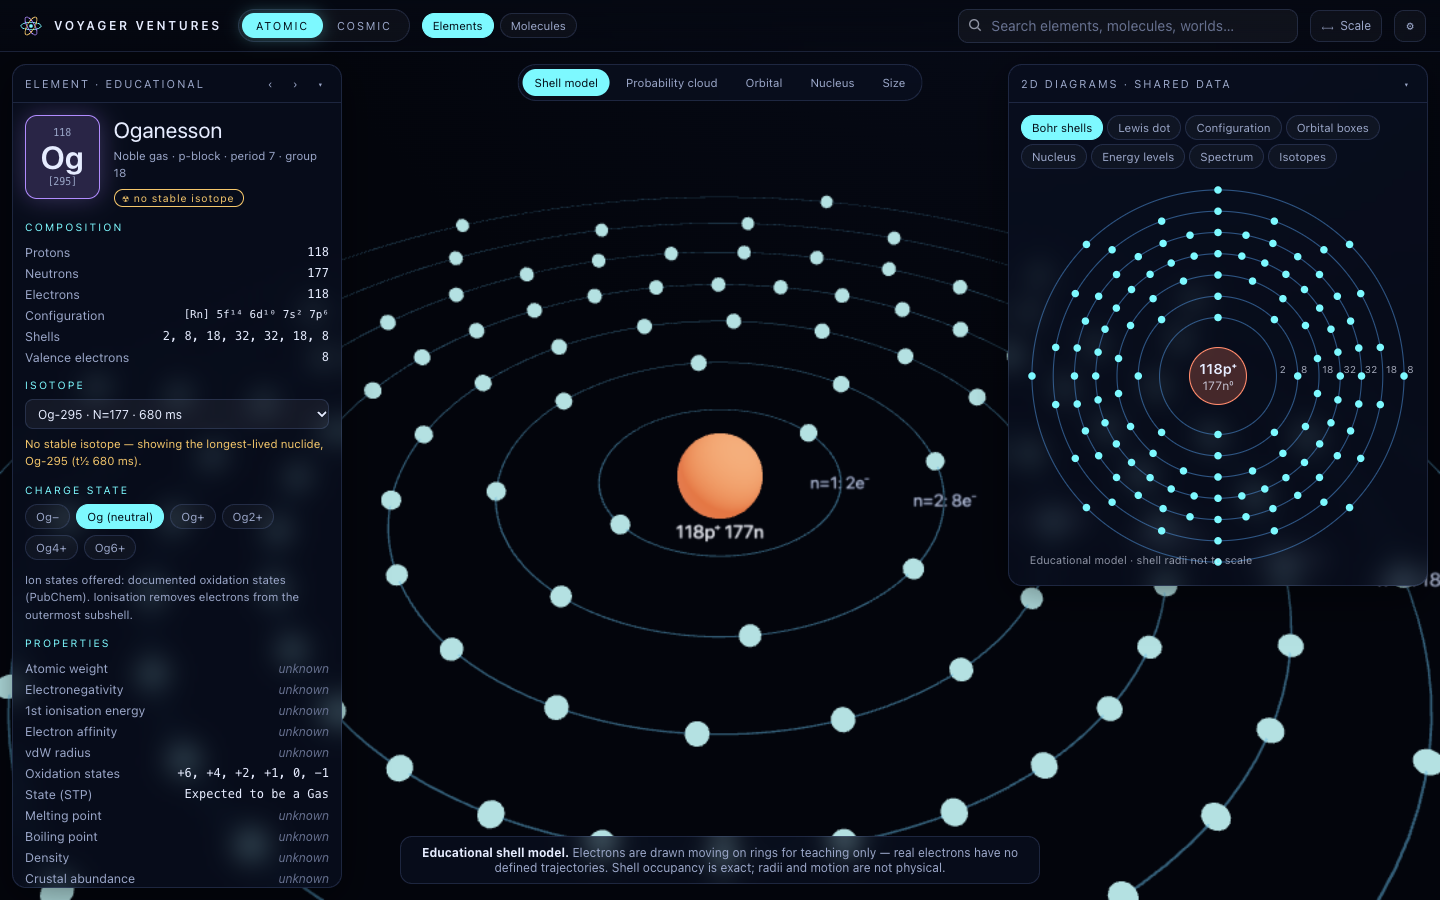 VOYAGER VENTURES
ATOMIC
COSMIC
Elements
Molecules
Search elements, molecules, worlds...
Scale
ELEMENT · EDUCATIONAL
118
Og
[295]
Oganesson
Noble gas · p-block · period 7 · group
18
☢ no stable isotope
COMPOSITION
Protons 118
Neutrons 177
Electrons 118
Configuration [Rn] 5f¹⁴ 6d¹⁰ 7s² 7p⁶
Shells 2, 8, 18, 32, 32, 18, 8
Valence electrons 8
ISOTOPE
Og-295 · N=177 · 680 ms
No stable isotope — showing the longest-lived nuclide,
Og-295 (t½ 680 ms).
CHARGE STATE
Og−
Og (neutral)
Og+
Og2+
Og4+
Og6+
Ion states offered: documented oxidation states
(PubChem). Ionisation removes electrons from the
outermost subshell.
PROPERTIES
Atomic weight unknown
Electronegativity unknown
1st ionisation energy unknown
Electron affinity unknown
vdW radius unknown
Oxidation states +6, +4, +2, +1, 0, −1
State (STP) Expected to be a Gas
Melting point unknown
Boiling point unknown
Density unknown
Crustal abundance unknown
Shell model
Probability cloud
Orbital
Nucleus
Size
n=1: 2e⁻
n=2: 8e⁻
118p⁺ 177n
Educational shell model. Electrons are drawn moving on rings for teaching only — real electrons have no
defined trajectories. Shell occupancy is exact; radii and motion are not physical.
2D DIAGRAMS · SHARED DATA
Bohr shells
Lewis dot
Configuration
Orbital boxes
Nucleus
Energy levels
Spectrum
Isotopes
118p⁺
177n⁰
2 8 18 32 32 18 8
Educational model · shell radii not to scale